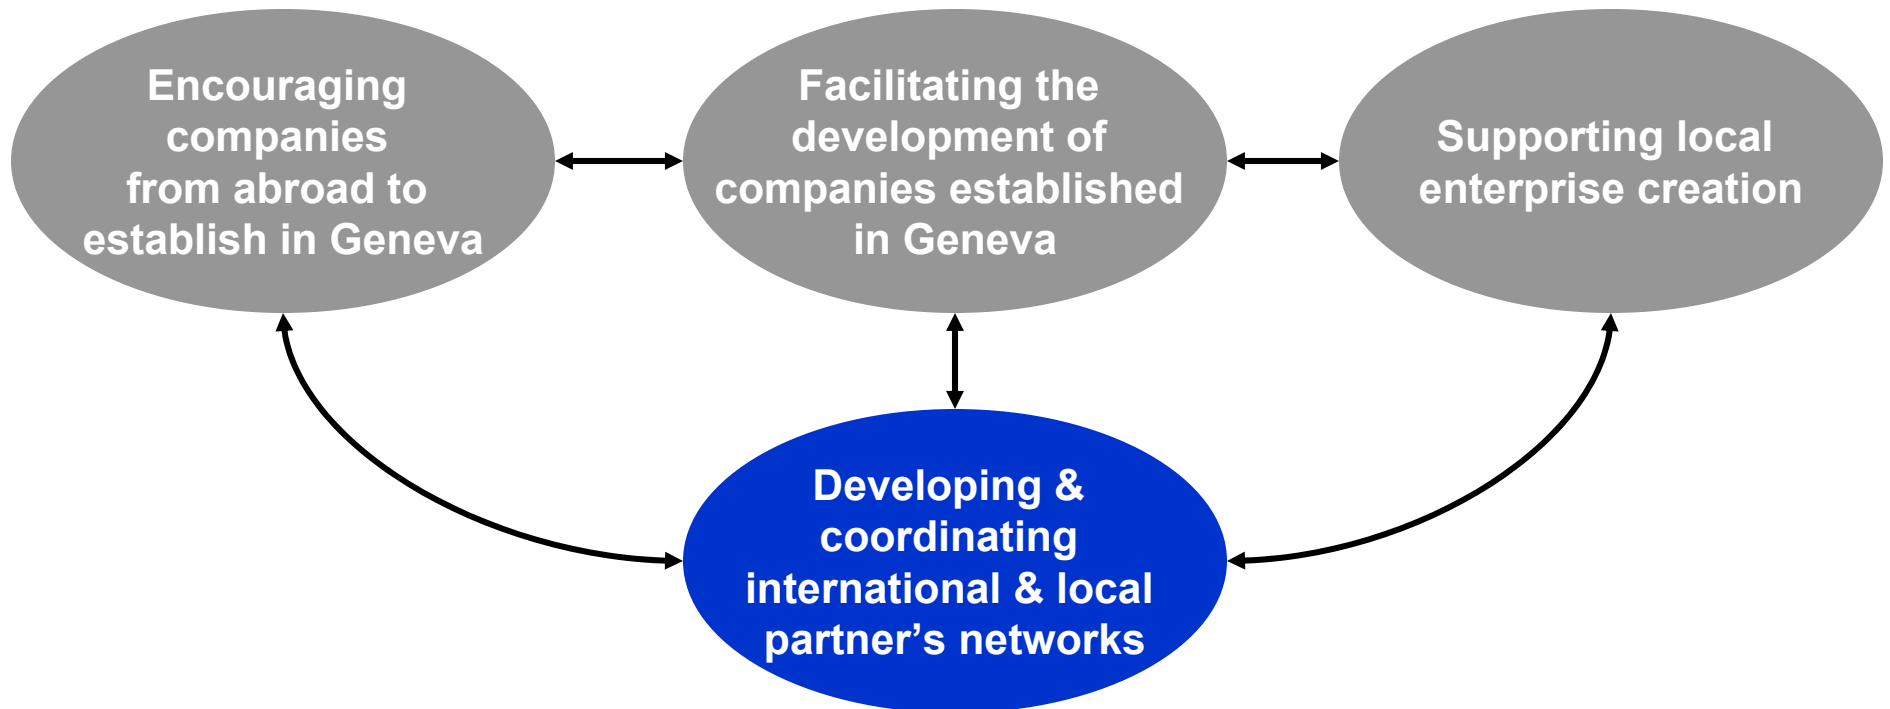 Encouraging
companies
from abroad to
establish in Geneva
Facilitating the
development of
companies established
in Geneva
Supporting local
enterprise creation
Developing &
coordinating
international & local
partner’s networks